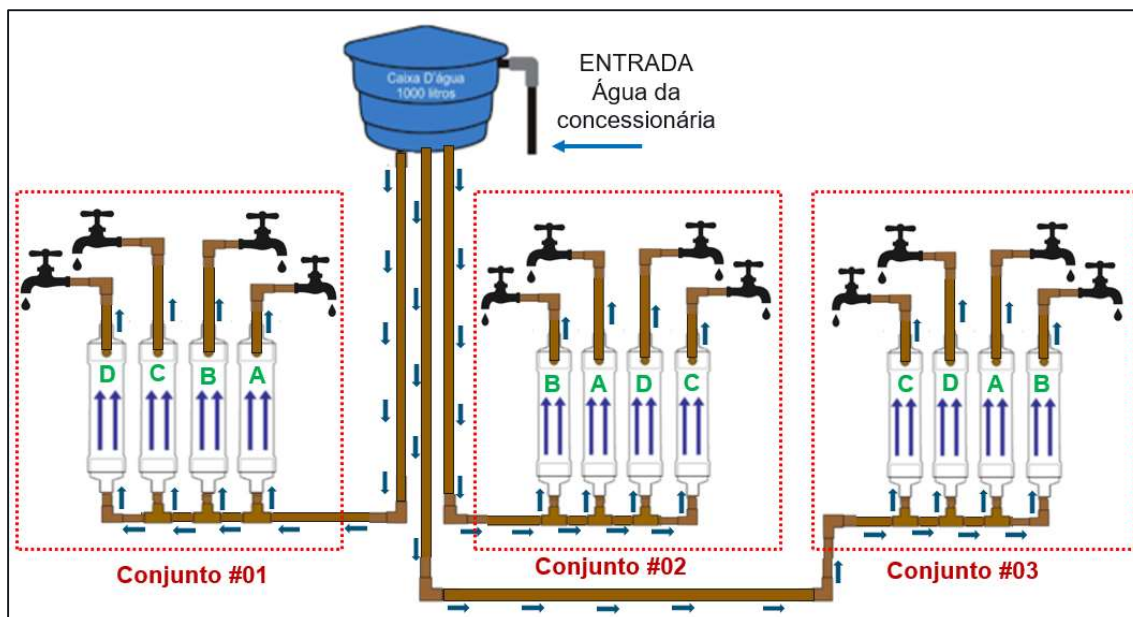 Caixa D'água
1000 litros
ENTRADA
Água da
concessionária
D C B A
B A D C
C D A B
Conjunto #01
Conjunto #02
Conjunto #03